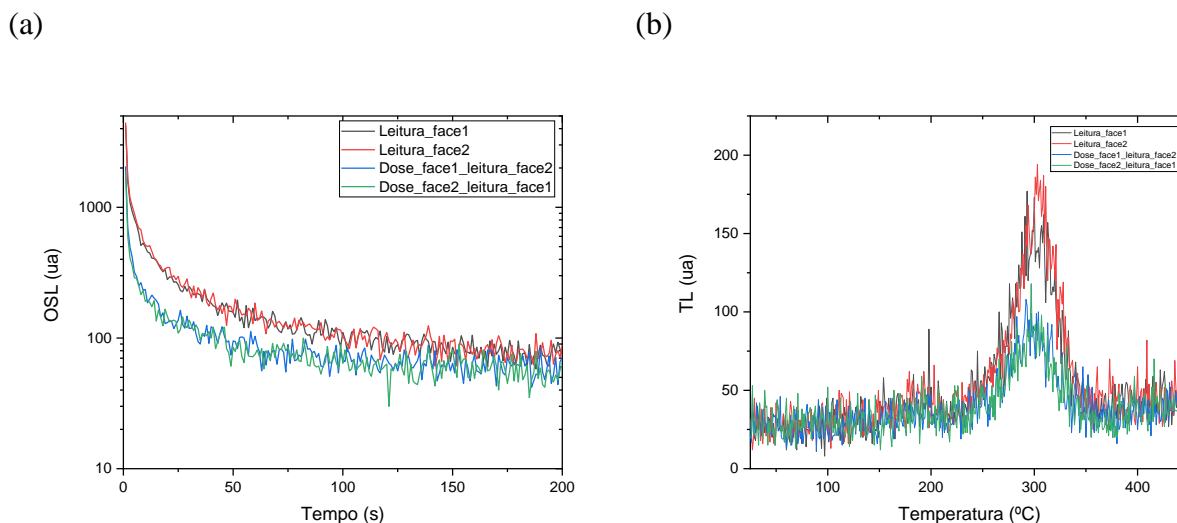 (a)
(b)
Leitura_face1
Leitura_face2
Dose_face1_leitura_face2
Dose_face2_leitura_face1
1000
100
10
OSL (ua)
0
50
100
150
200
Tempo (s)
Leitura_face1
Leitura_face2
Dose_face1_leitura_face2
Dose_face2_leitura_face1
200
150
100
50
0
TL (ua)
100
200
300
400
Temperatura (ºC)